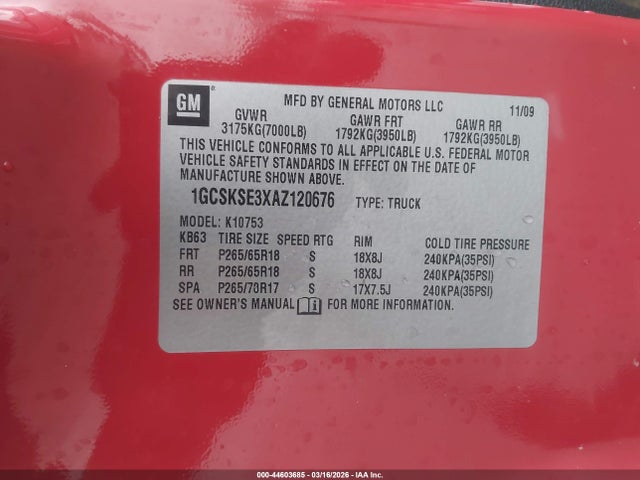 GM
MFD BY GENERAL MOTORS LLC 11/09
GVWR GAWR FRT GAWR RR
3175KG(7000LB) 1792KG(3950LB) 1792KG(3950LB)
THIS VEHICLE CONFORMS TO ALL APPLICABLE U.S. FEDERAL MOTOR
VEHICLE SAFETY STANDARDS IN EFFECT ON THE DATE OF
MANUFACTURE SHOWN ABOVE.
1GCSKSE3XAZ120676 TYPE: TRUCK
MODEL: K10753
KB63 TIRE SIZE SPEED RTG RIM COLD TIRE PRESSURE
FRT P265/65R18 S 18X8J 240KPA(35PSI)
RR P265/65R18 S 18X8J 240KPA(35PSI)
SPA P265/70R17 S 17X7.5J 240KPA(35PSI)
SEE OWNER'S MANUAL FOR MORE INFORMATION.
000-44603685 - 03/16/2026 - IAA Inc.